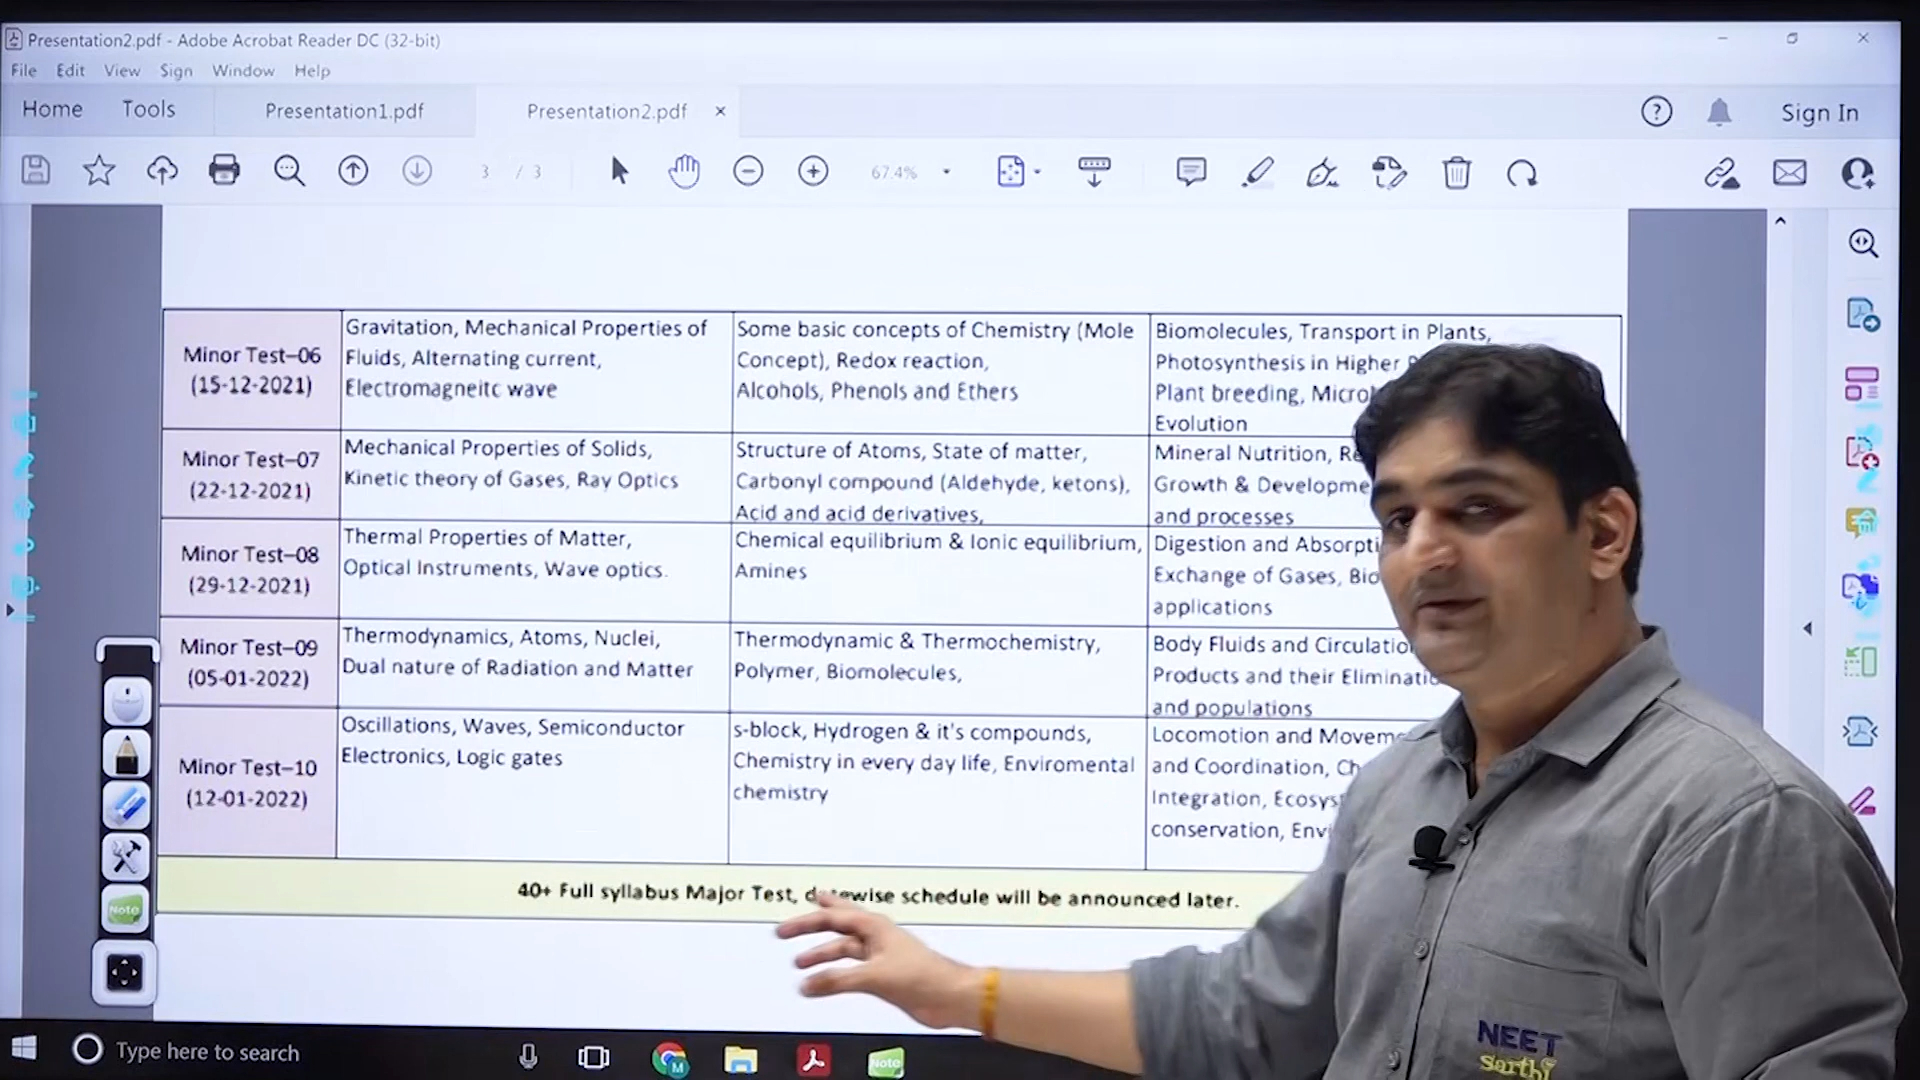 Presentation2.pdf - Adobe Acrobat Reader DC (32-bit)
File Edit View Sign Window Help
Home Tools Presentation1.pdf Presentation2.pdf × Sign In
3 / 3 67.4%
Minor Test–06
(15-12-2021)
Gravitation, Mechanical Properties of
Fluids, Alternating current,
Electromagneitc wave
Some basic concepts of Chemistry (Mole
Concept), Redox reaction,
Alcohols, Phenols and Ethers
Biomolecules, Transport in Plants,
Photosynthesis in Higher
Plant breeding,
Evolution
Minor Test–07
(22-12-2021)
Mechanical Properties of Solids,
Kinetic theory of Gases, Ray Optics
Structure of Atoms, State of matter,
Carbonyl compound (Aldehyde, ketons),
Acid and acid derivatives,
Mineral Nutrition,
Growth &
and processes
Minor Test–08
(29-12-2021)
Thermal Properties of Matter,
Optical Instruments, Wave optics.
Chemical equilibrium & Ionic equilibrium,
Amines
Digestion and
Exchange of Gases,
applications
Minor Test–09
(05-01-2022)
Thermodynamics, Atoms, Nuclei,
Dual nature of Radiation and Matter
Thermodynamic & Thermochemistry,
Polymer, Biomolecules,
Body Fluids and
Products and their
and populations
Minor Test–10
(12-01-2022)
Oscillations, Waves, Semiconductor
Electronics, Logic gates
s-block, Hydrogen & it's compounds,
Chemistry in every day life, Enviromental
chemistry
Locomotion and
and Coordination,
Integration,
conservation,
40+ Full syllabus Major Test, datewise schedule will be announced later.
Note
Type here to search
Note
NEET
sarthi